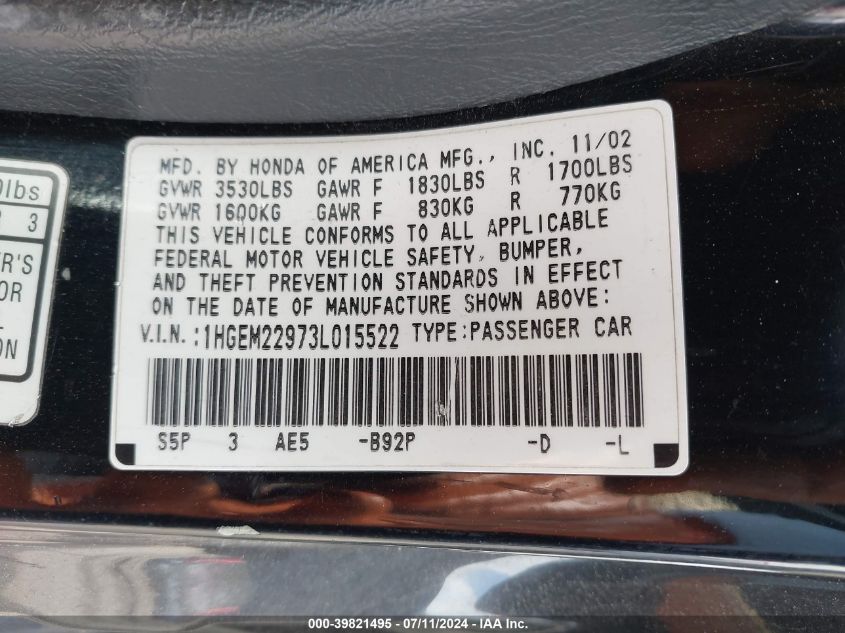 MFD. BY HONDA OF AMERICA MFG., INC. 11/02
GVWR 3530LBS GAWR F 1830LBS R 1700LBS
GVWR 1600KG GAWR F 830KG R 770KG
THIS VEHICLE CONFORMS TO ALL APPLICABLE
FEDERAL MOTOR VEHICLE SAFETY, BUMPER,
AND THEFT PREVENTION STANDARDS IN EFFECT
ON THE DATE OF MANUFACTURE SHOWN ABOVE:
V.I.N.:1HGEM22973L015522 TYPE:PASSENGER CAR
S5P 3 AE5 -B92P -D -L
lbs
3
000-39821495 - 07/11/2024 - IAA Inc.